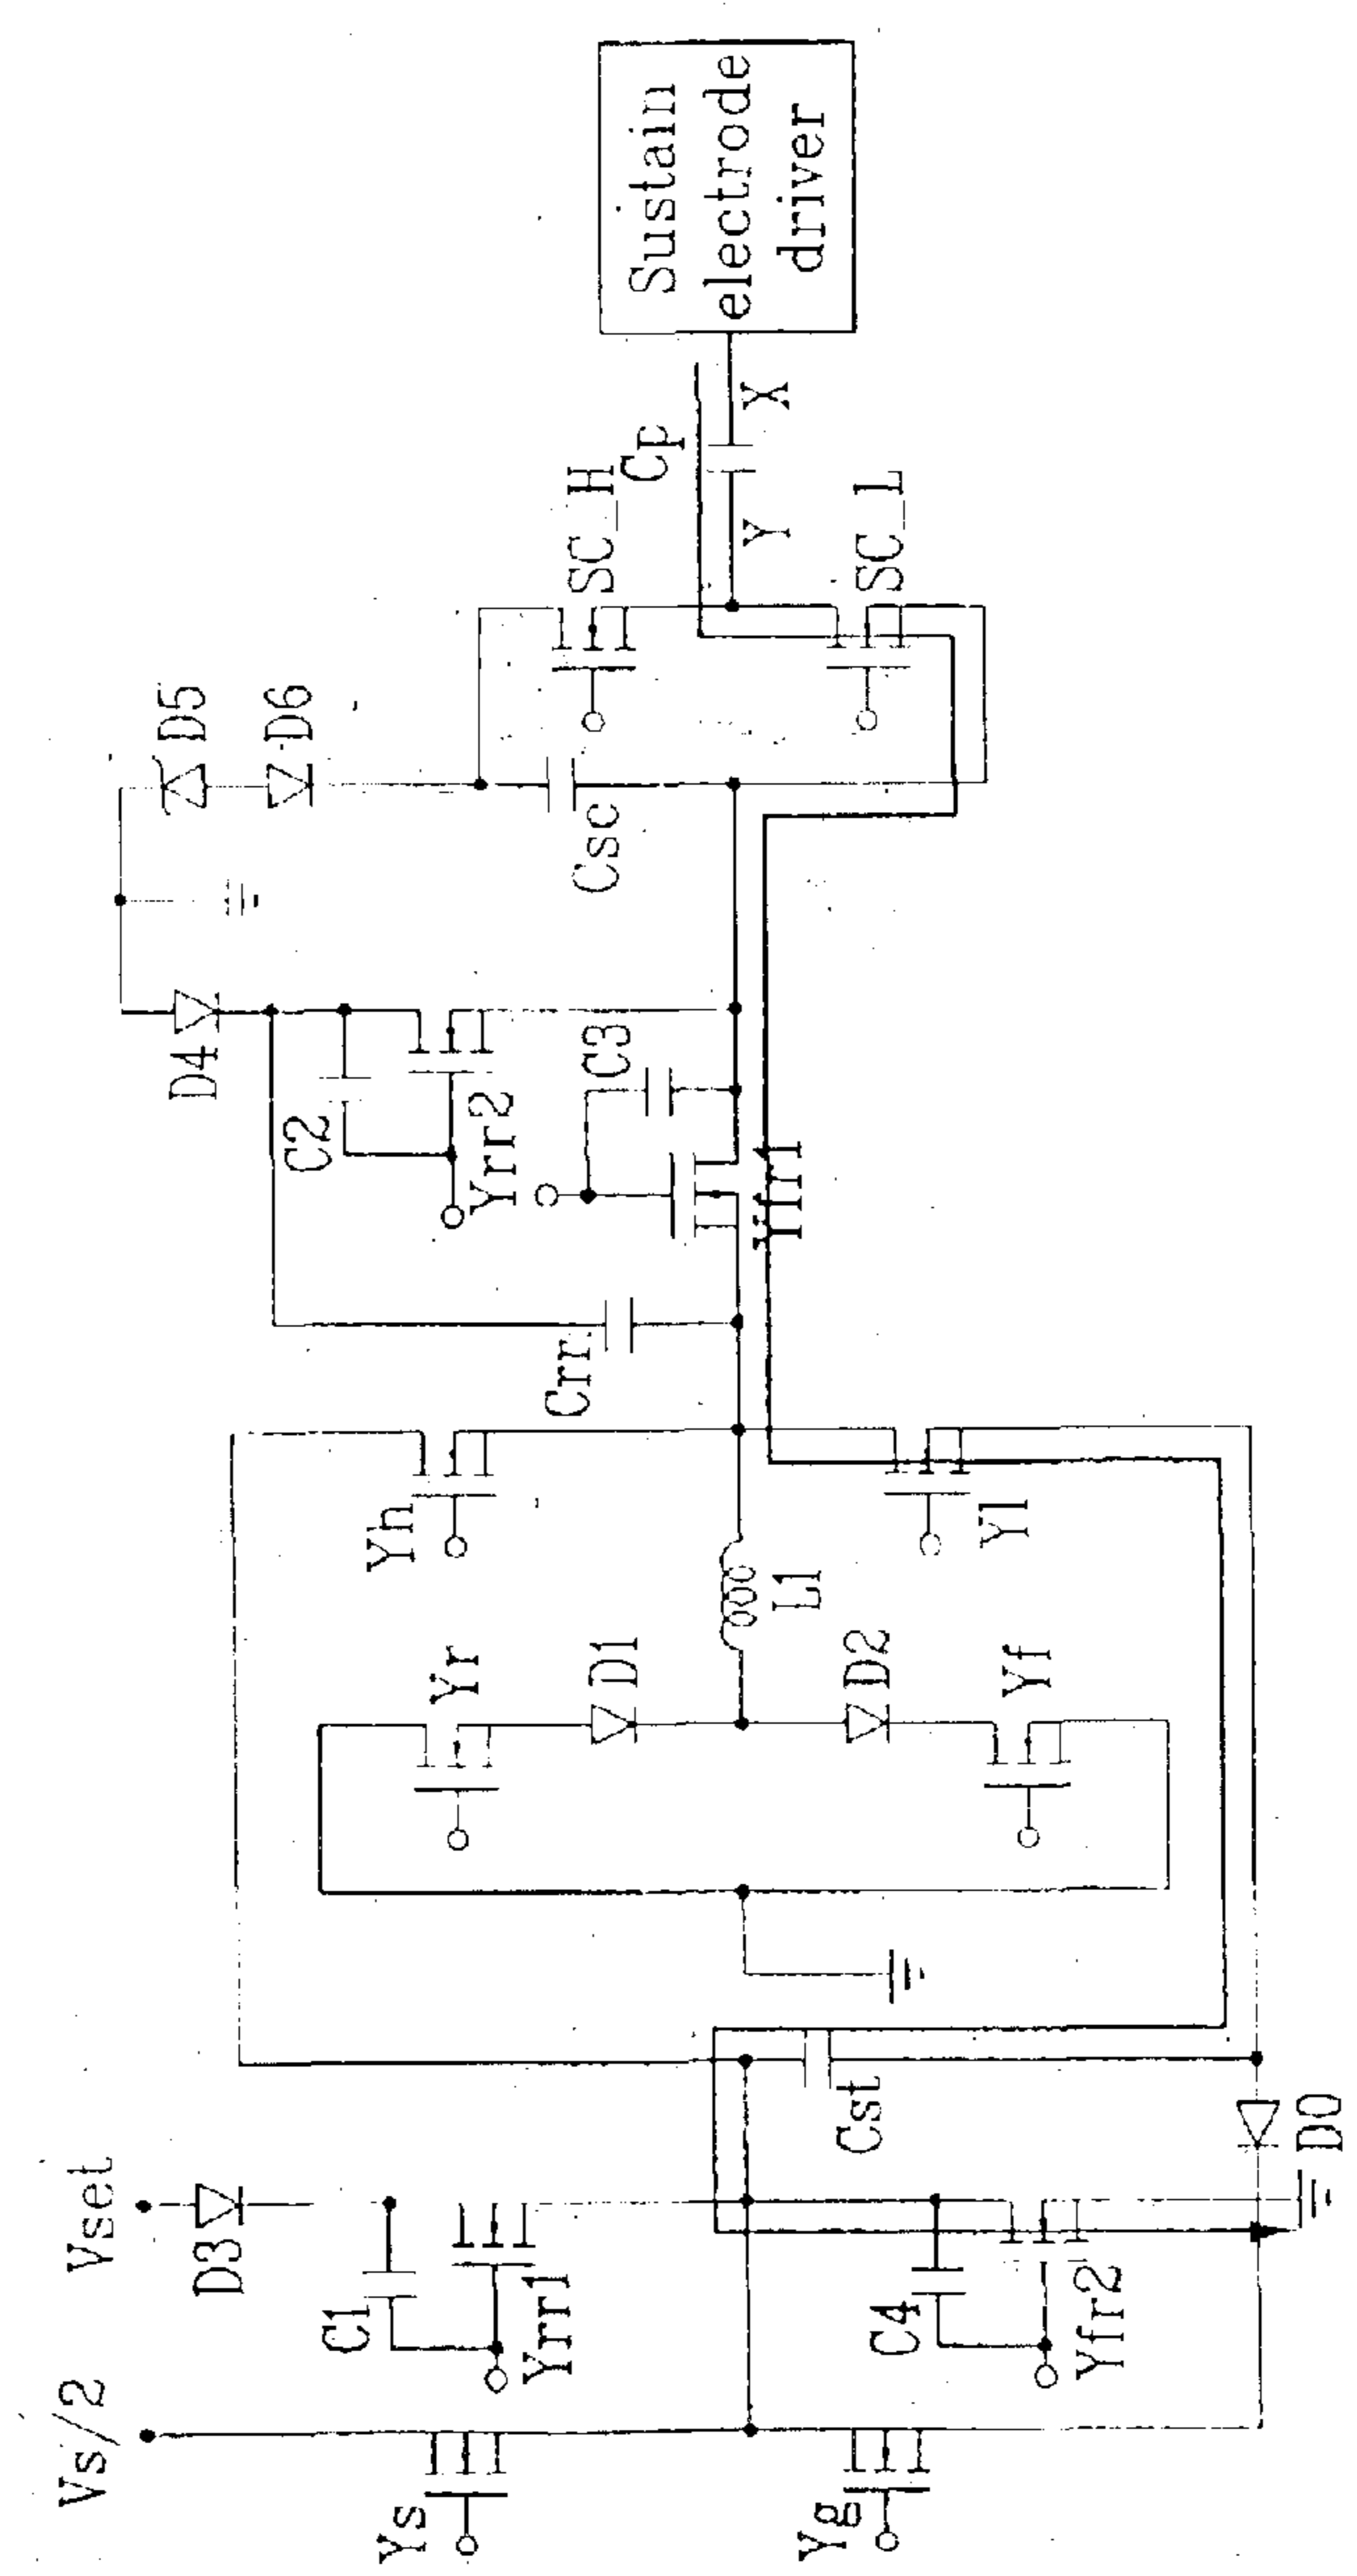 Vs/2
Vset
D4
D5
D3
D6
C2
C1
Yh
Yr
Yrr2
Ys
Yrr1
Crr
C3
Csc
SC_H
D1
Cp
Sustain
electrode
driver
L1
Yfr1
Y
X
Yg
C4
Cst
D2
SC_L
Yf
Yl
Yfr2
D0